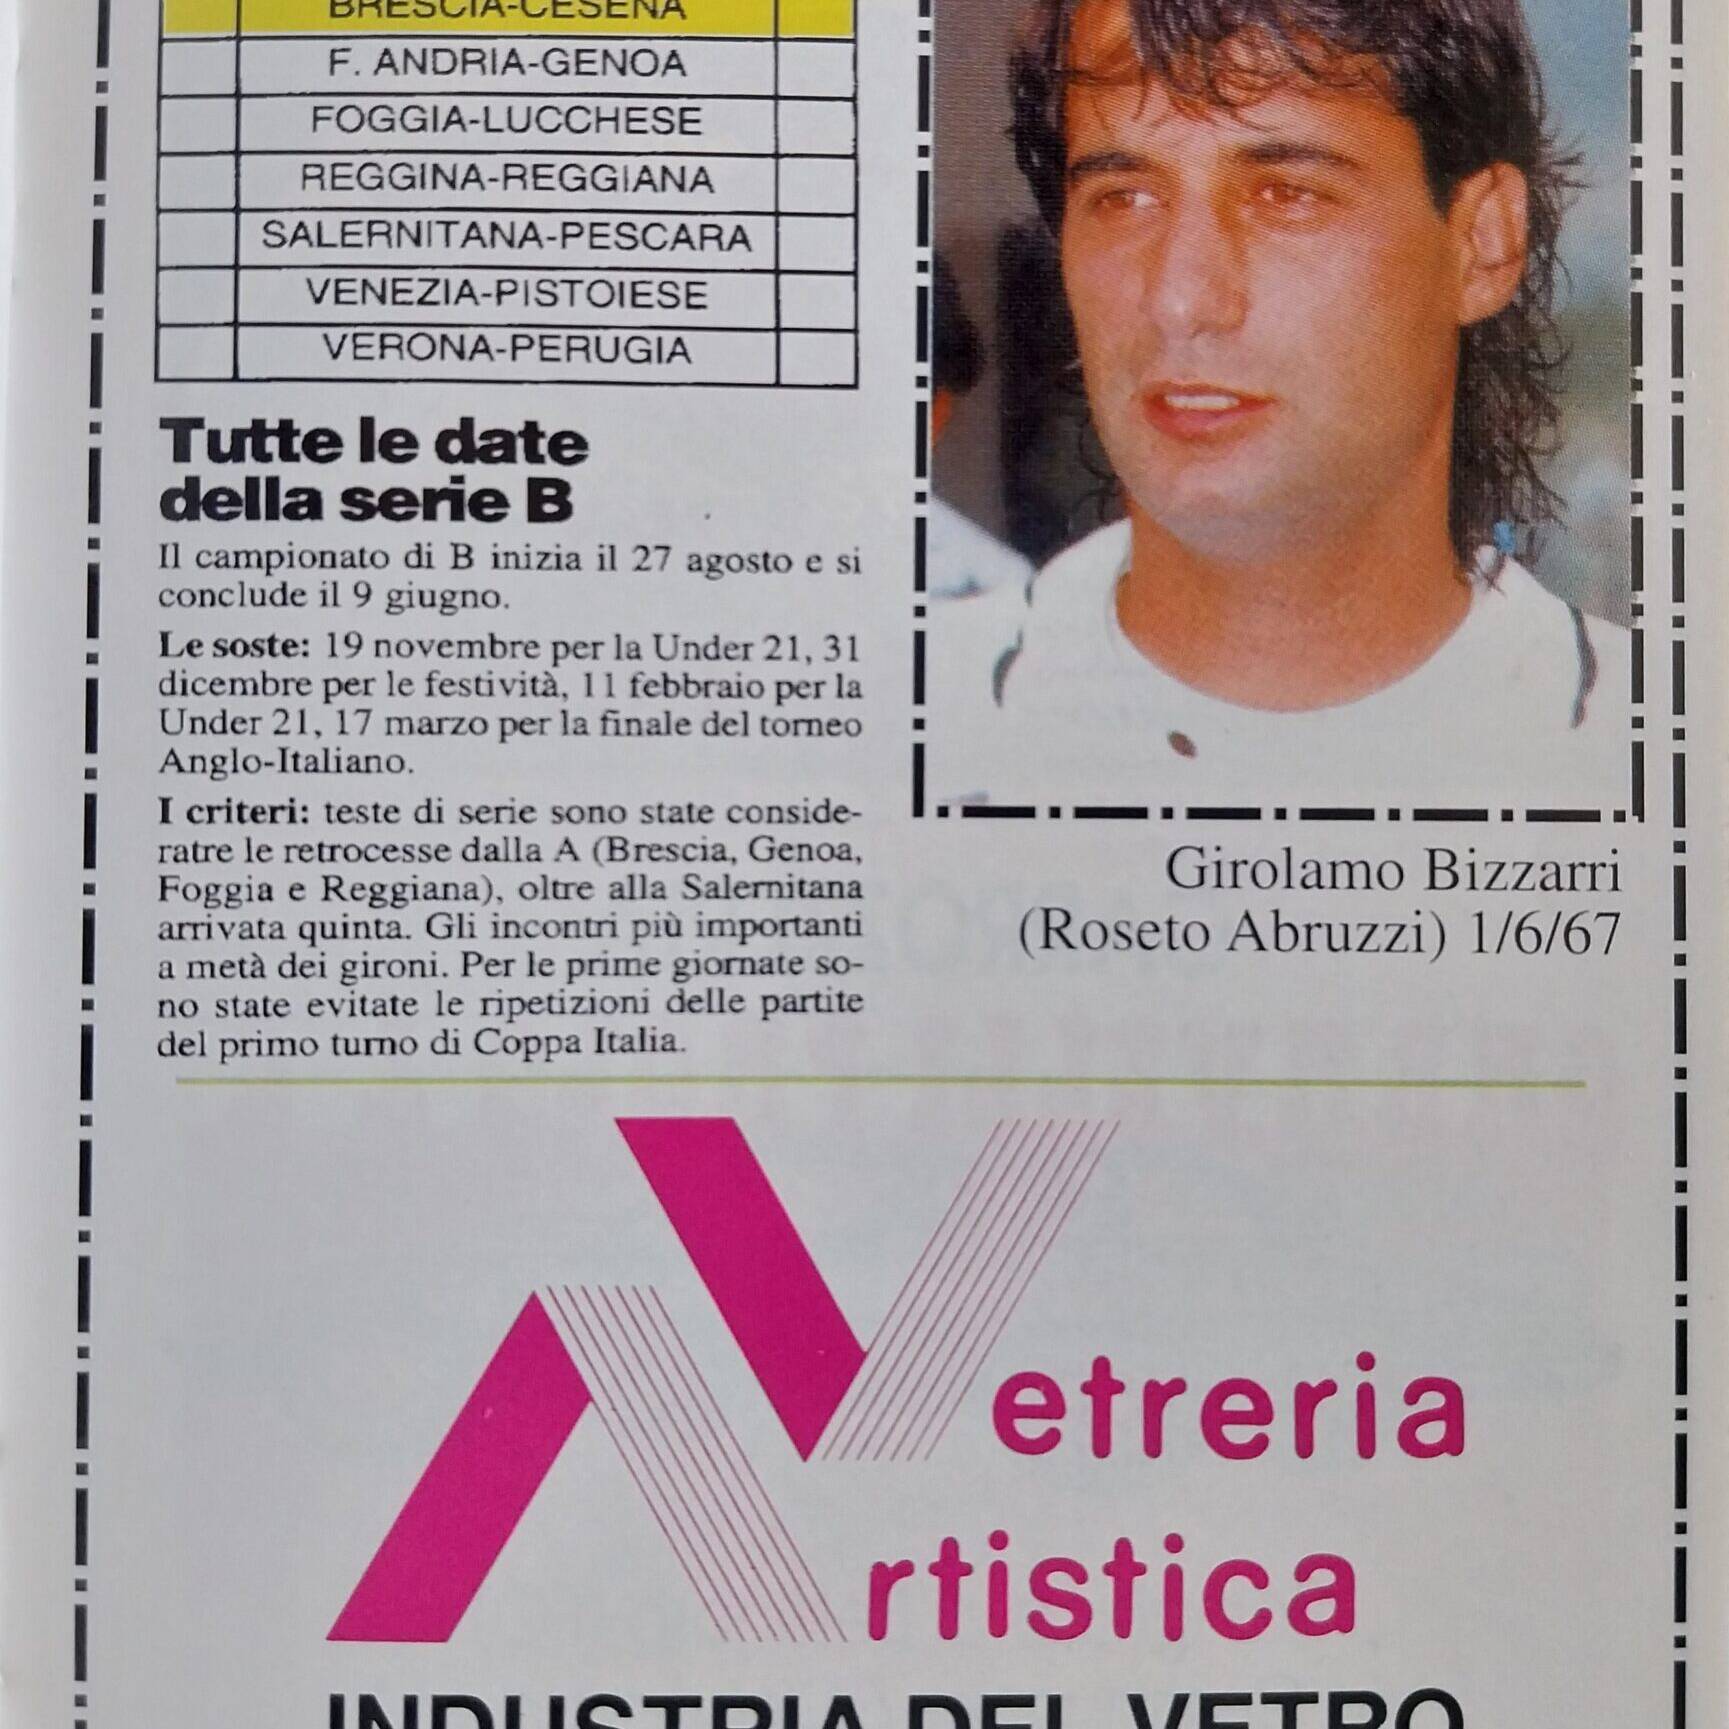 BRESCIA-CESENA
F. ANDRIA-GENOA
FOGGIA-LUCCHESE
REGGINA-REGGIANA
SALERNITANA-PESCARA
VENEZIA-PISTOIESE
VERONA-PERUGIA
Tutte le date
della serie B
Il campionato di B inizia il 27 agosto e si
conclude il 9 giugno.
Le soste: 19 novembre per la Under 21, 31
dicembre per le festività, 11 febbraio per la
Under 21, 17 marzo per la finale del torneo
Anglo-Italiano.
I criteri: teste di serie sono state conside-
ratre le retrocesse dalla A (Brescia, Genoa,
Foggia e Reggiana), oltre alla Salernitana
arrivata quinta. Gli incontri più importanti
a metà dei gironi. Per le prime giornate so-
no state evitate le ripetizioni delle partite
del primo turno di Coppa Italia.
Girolamo Bizzarri
(Roseto Abruzzi) 1/6/67
Vetreria
Artistica
INDUSTRIA DEL VETRO